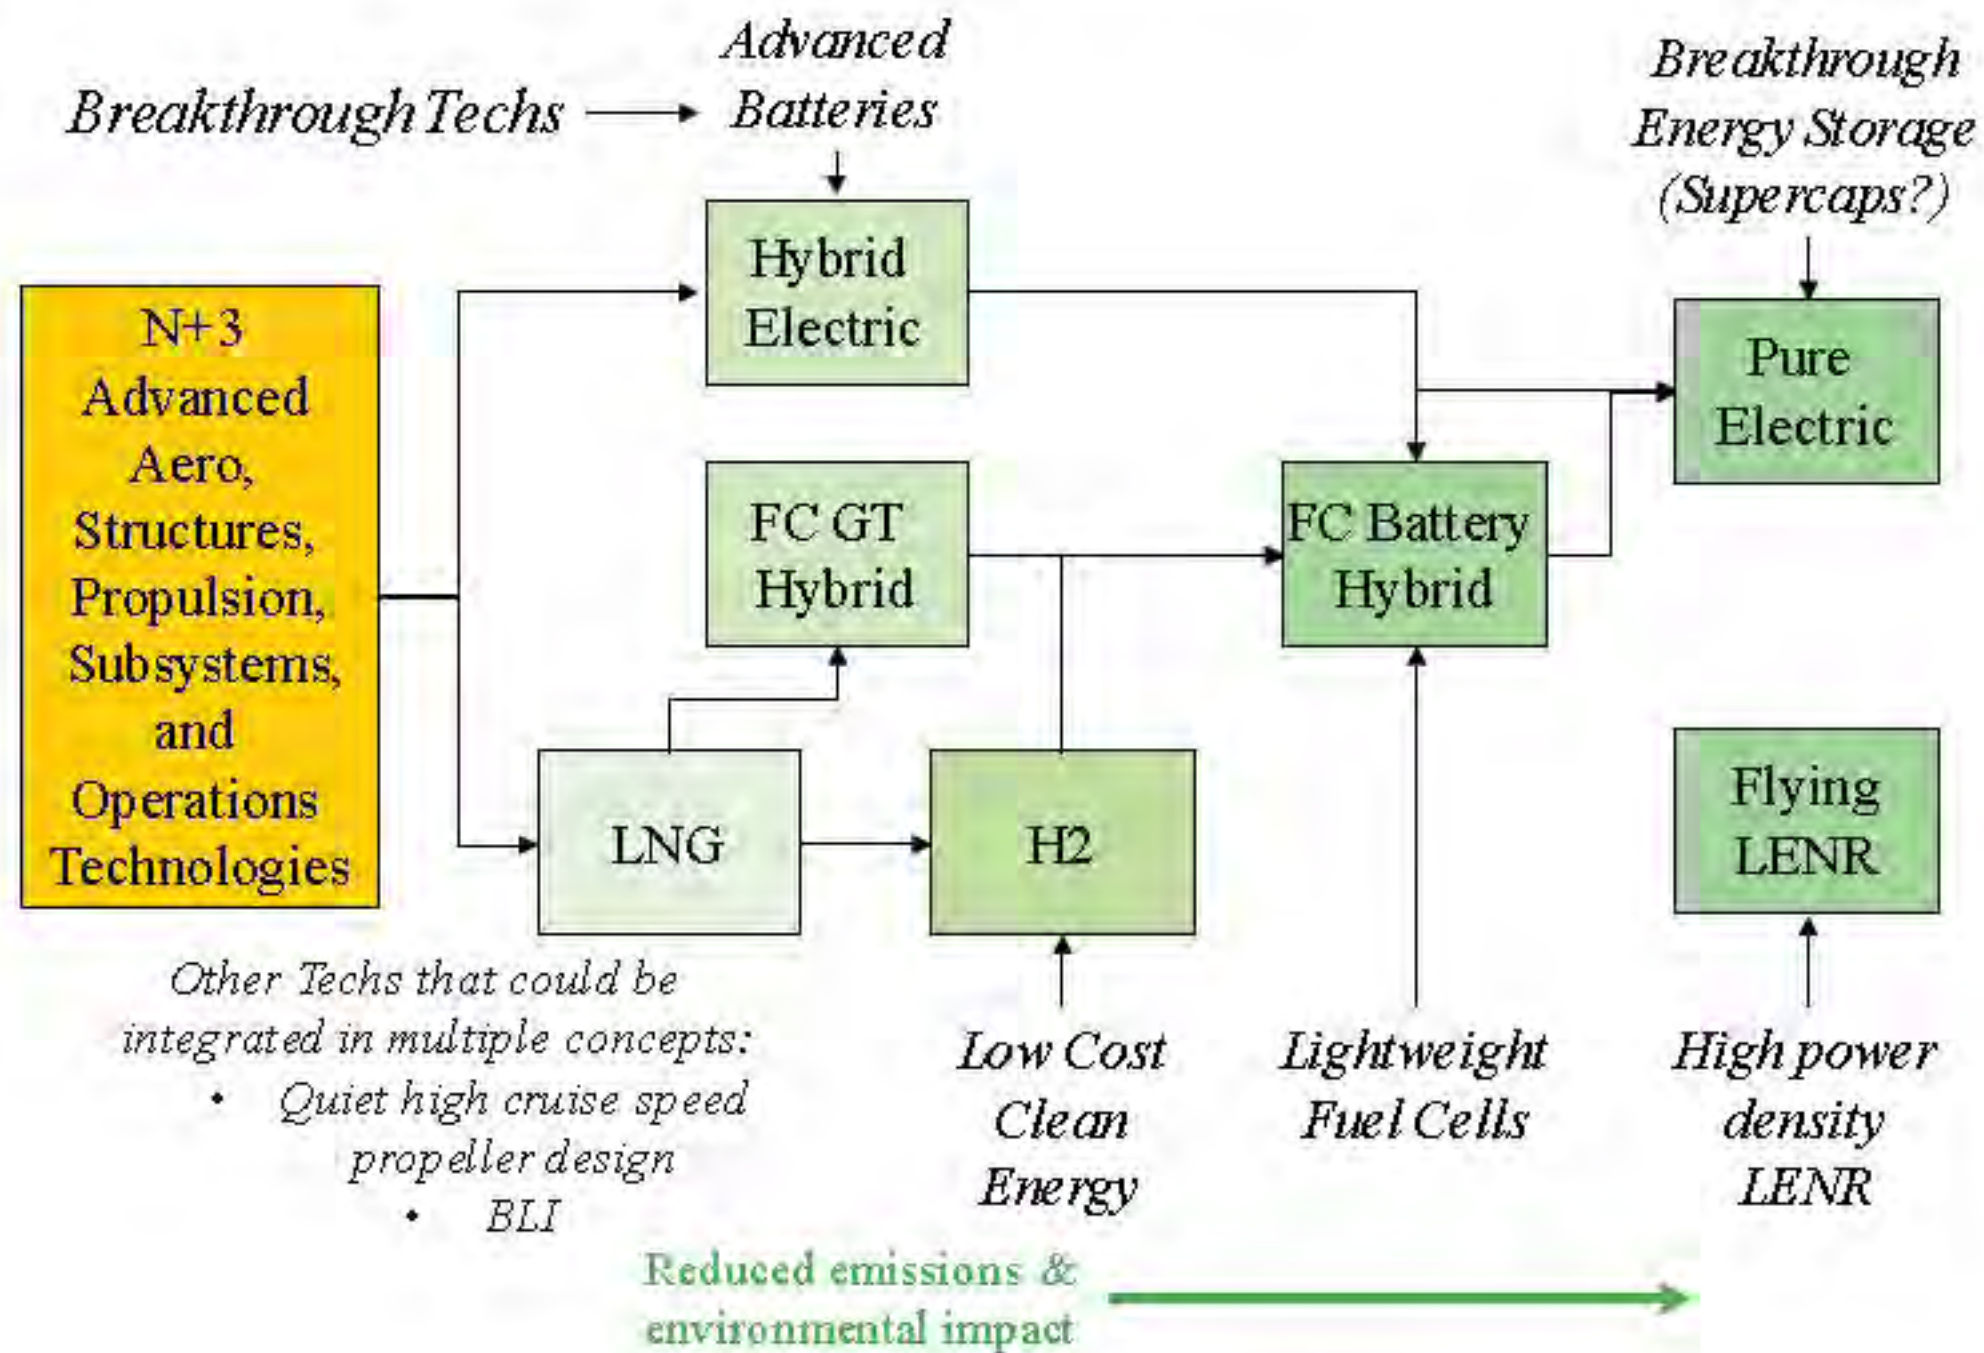 Breakthrough Techs
Advanced
Batteries
Breakthrough
Energy Storage
(Supercaps?)
Hybrid
Electric
Pure
Electric
N+3
Advanced
Aero,
Structures,
Propulsion,
Subsystems,
and
Operations
Technologies
FC GT
Hybrid
FC Battery
Hybrid
LNG
H2
Flying
LENR
Other Techs that could be
integrated in multiple concepts:
• Quiet high cruise speed
propeller design
• BLI
Low Cost
Clean
Energy
Lightweight
Fuel Cells
High power
density
LENR
Reduced emissions &
environmental impact